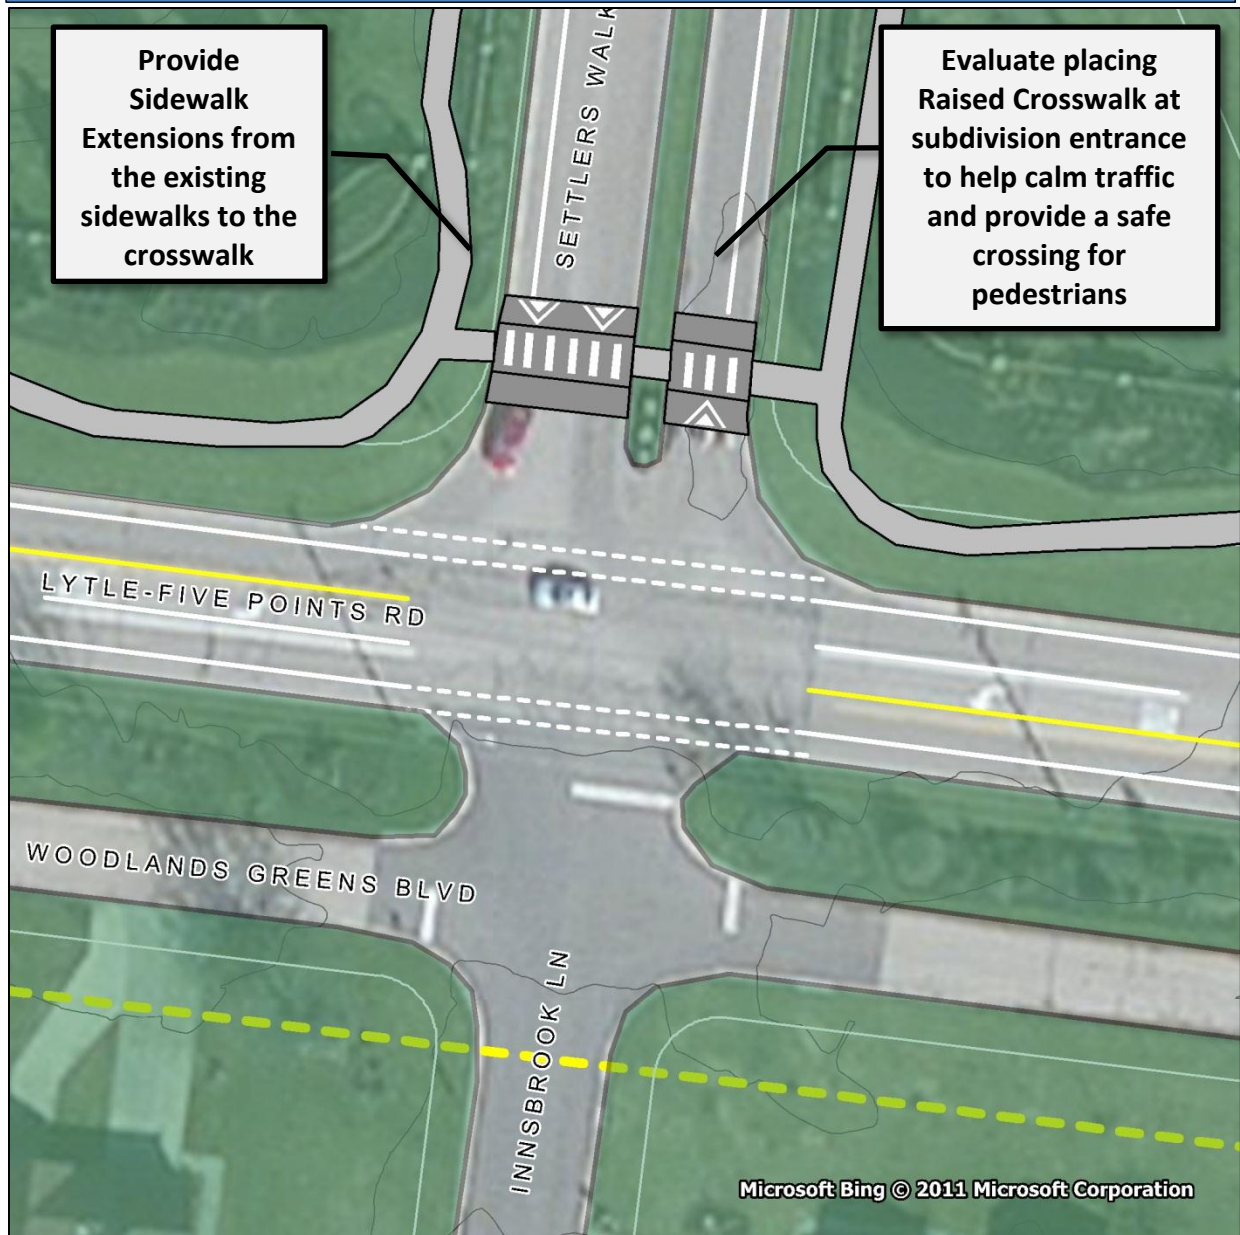 Provide
Sidewalk
Extensions from
the existing
sidewalks to the
crosswalk
Evaluate placing
Raised Crosswalk at
subdivision entrance
to help calm traffic
and provide a safe
crossing for
pedestrians
SETTLERS WALK
LYTLE-FIVE POINTS RD
WOODLANDS GREENS BLVD
INNSBROOK LN
Microsoft Bing © 2011 Microsoft Corporation